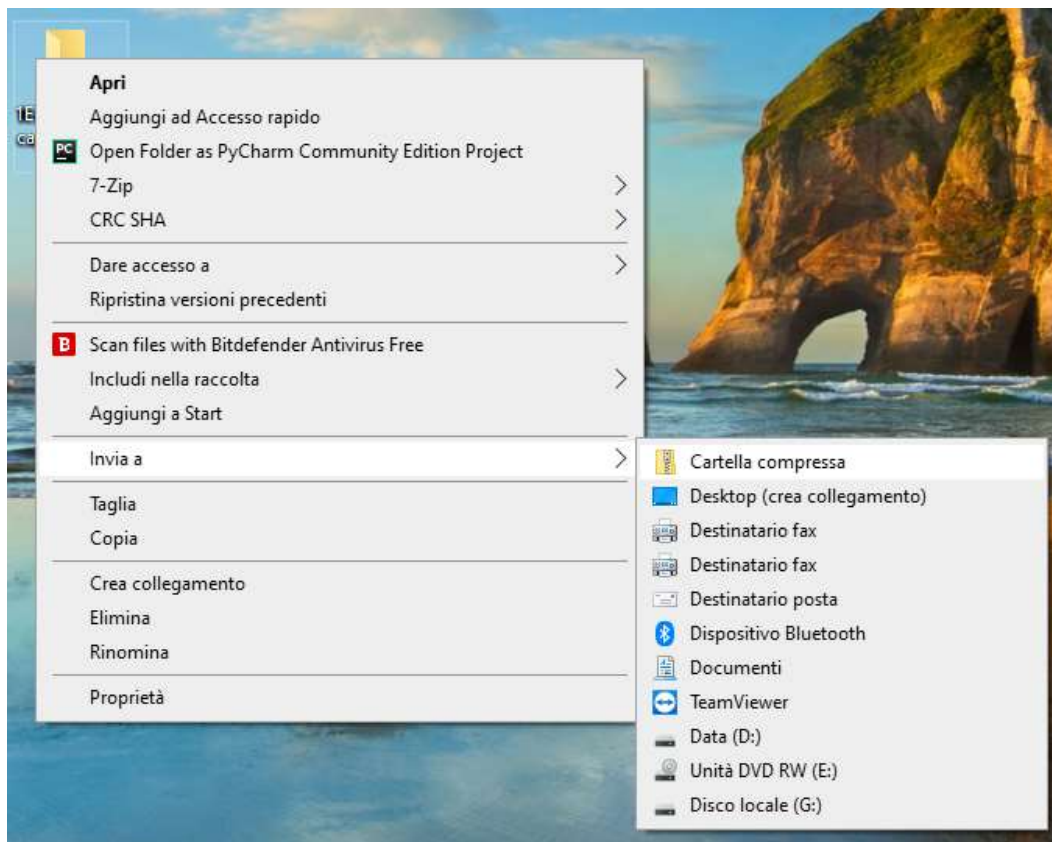 Apri
Aggiungi ad Accesso rapido
PC Open Folder as PyCharm Community Edition Project
7-Zip
CRC SHA
Dare accesso a
Ripristina versioni precedenti
B Scan files with Bitdefender Antivirus Free
Includi nella raccolta
Aggiungi a Start
Invia a
Taglia
Copia
Crea collegamento
Elimina
Rinomina
Proprietà
Cartella compressa
Desktop (crea collegamento)
Destinatario fax
Destinatario fax
Destinatario posta
Dispositivo Bluetooth
Documenti
TeamViewer
Data (D:)
Unità DVD RW (E:)
Disco locale (G:)